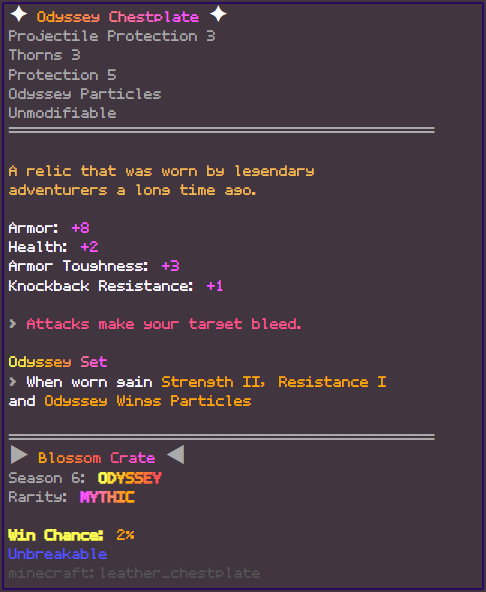 ✦ Odyssey Chestplate ✦
Projectile Protection 3
Thorns 3
Protection 5
Odyssey Particles
Unmodifiable
A relic that was worn by legendary
adventurers a long time ago.
Armor: +8
Health: +2
Armor Toughness: +3
Knockback Resistance: +1
> Attacks make your target bleed.
Odyssey Set
> When worn gain Strength II, Resistance I
and Odyssey Wings Particles
▶ Blossom Crate ◀
Season 6: ODYSSEY
Rarity: MYTHIC
Win Chance: 2%
Unbreakable
minecraft:leather_chestplate